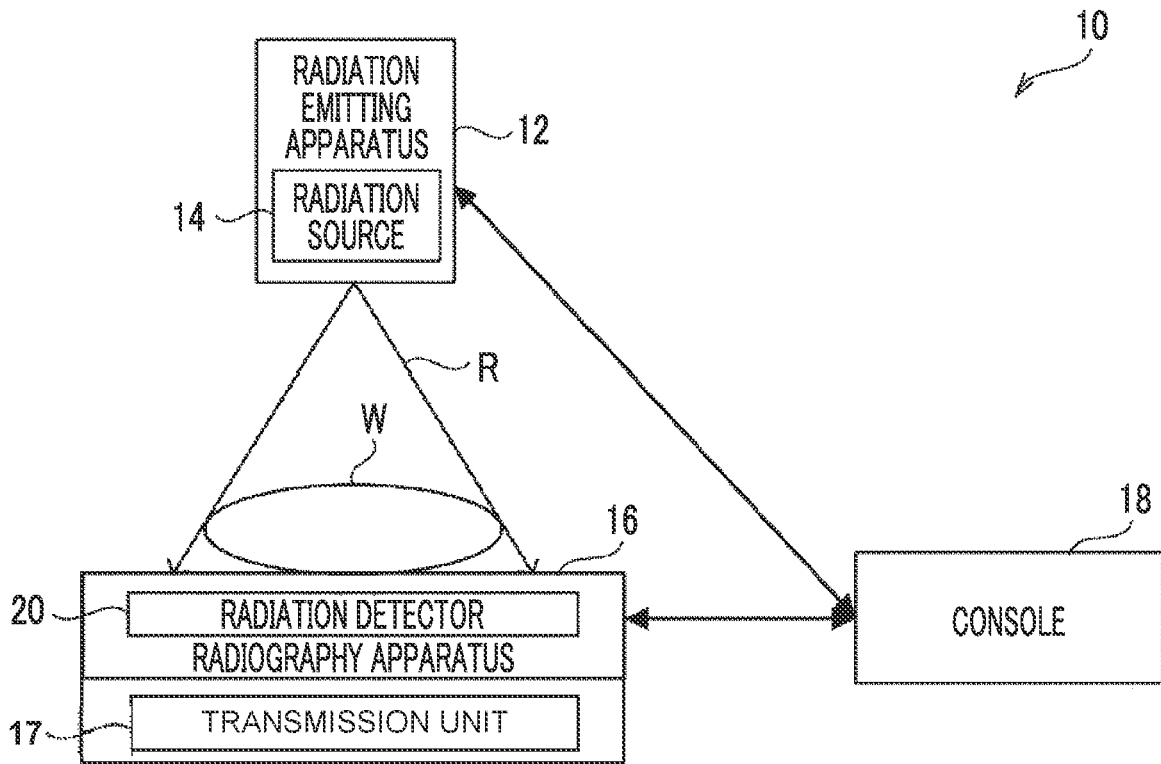 10
RADIATION
EMITTING
APPARATUS
12
14
RADIATION
SOURCE
R
W
16
18
20
RADIATION DETECTOR
RADIOGRAPHY APPARATUS
CONSOLE
17
TRANSMISSION UNIT